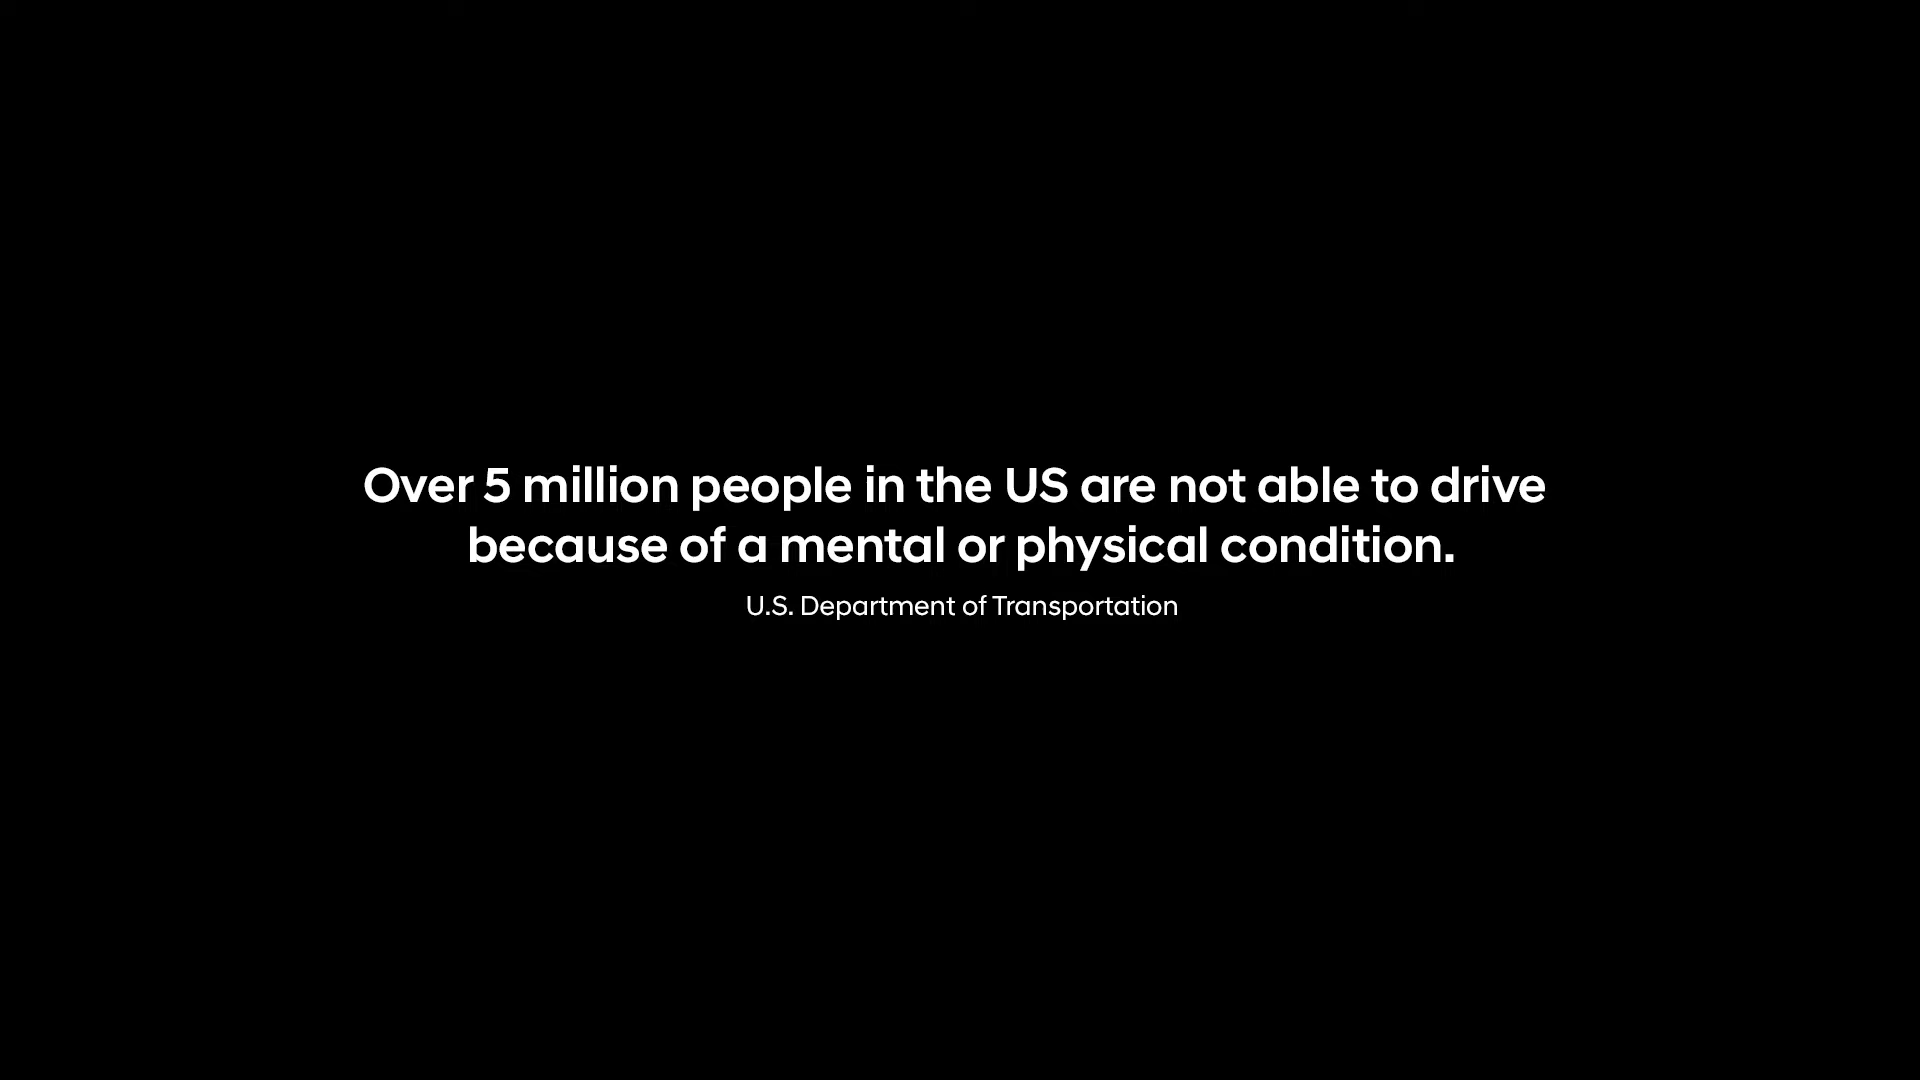 Over 5 million people in the US are not able to drive
because of a mental or physical condition.
U.S. Department of Transportation